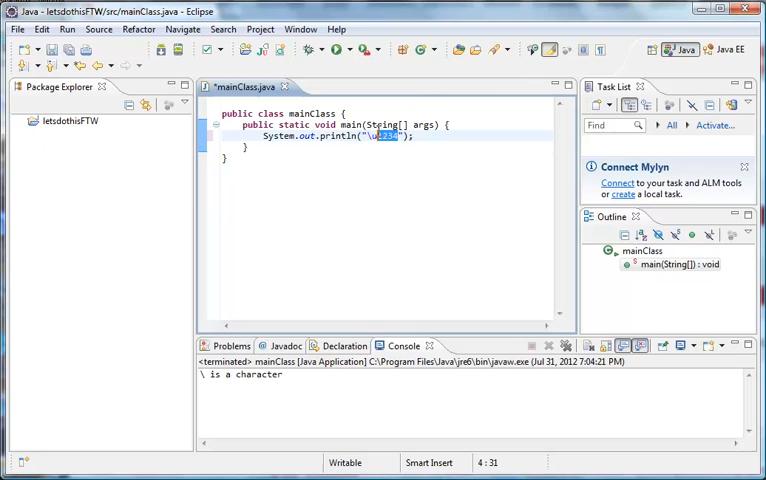 Java - letsdothisFTW/src/mainClass.java - Eclipse
File Edit Run Source Refactor Navigate Search Project Window Help
Java
Java EE
Package Explorer
letsdothisFTW
*mainClass.java
public class mainClass {
public static void main(String[] args) {
System.out.println("\u1234");
}
}
Task List
Find
All
Activate...
Connect Mylyn
Connect to your task and ALM tools
or create a local task.
Outline
mainClass
main(String[]) : void
Problems
Javadoc
Declaration
Console
<terminated> mainClass [Java Application] C:\Program Files\Java\jre6\bin\javaw.exe (Jul 31, 2012 7:04:21 PM)
\ is a character
Writable
Smart Insert
4 : 31